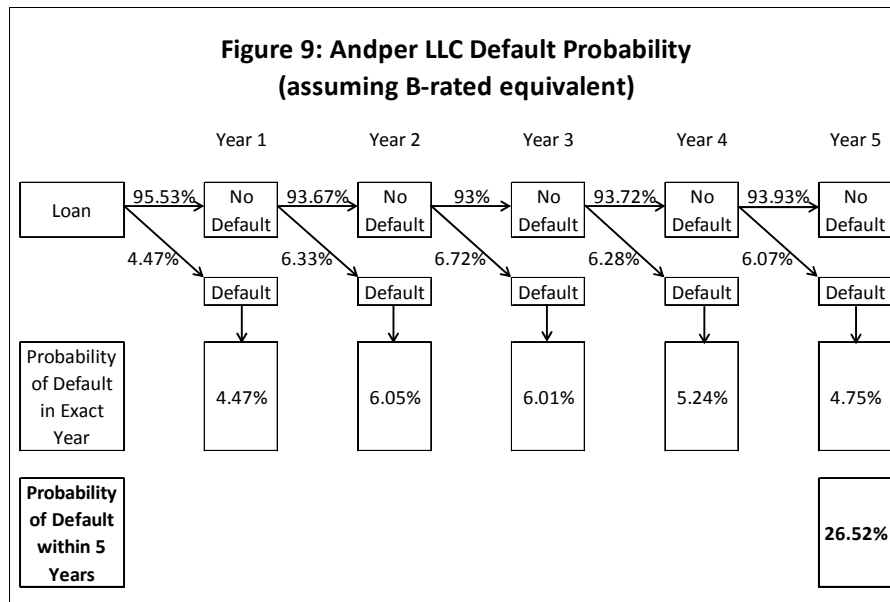 Figure 9: Andper LLC Default Probability
(assuming B-rated equivalent)
Year 1 Year 2 Year 3 Year 4 Year 5
Loan
95.53%
No
Default
93.67%
No
Default
93%
No
Default
93.72%
No
Default
93.93%
No
Default
4.47%
6.33%
6.72%
6.28%
6.07%
Default
Default
Default
Default
Default
Probability
of Default
in Exact
Year
4.47%
6.05%
6.01%
5.24%
4.75%
Probability
of Default
within 5
Years
26.52%